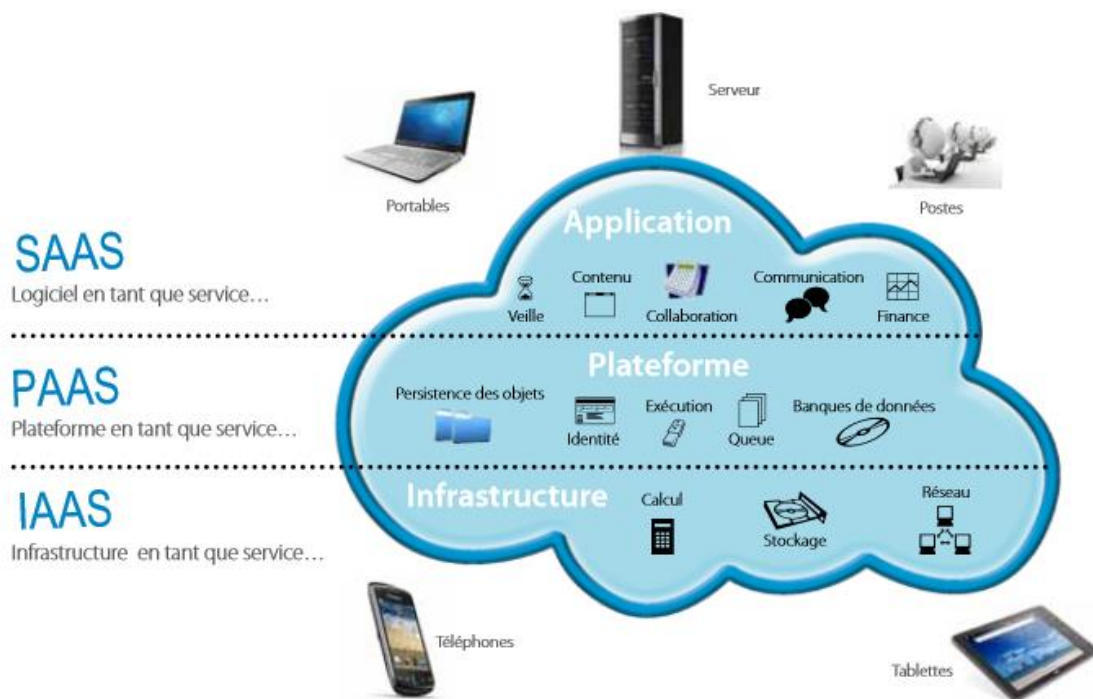 Serveur
Portables
Postes
Application
SAAS
Logiciel en tant que service…
Veille
Contenu
Collaboration
Communication
Finance
Plateforme
PAAS
Plateforme en tant que service…
Persistence des objets
Identité
Exécution
Queue
Banques de données
Infrastructure
IAAS
Infrastructure en tant que service…
Calcul
Stockage
Réseau
Téléphones
Tablettes